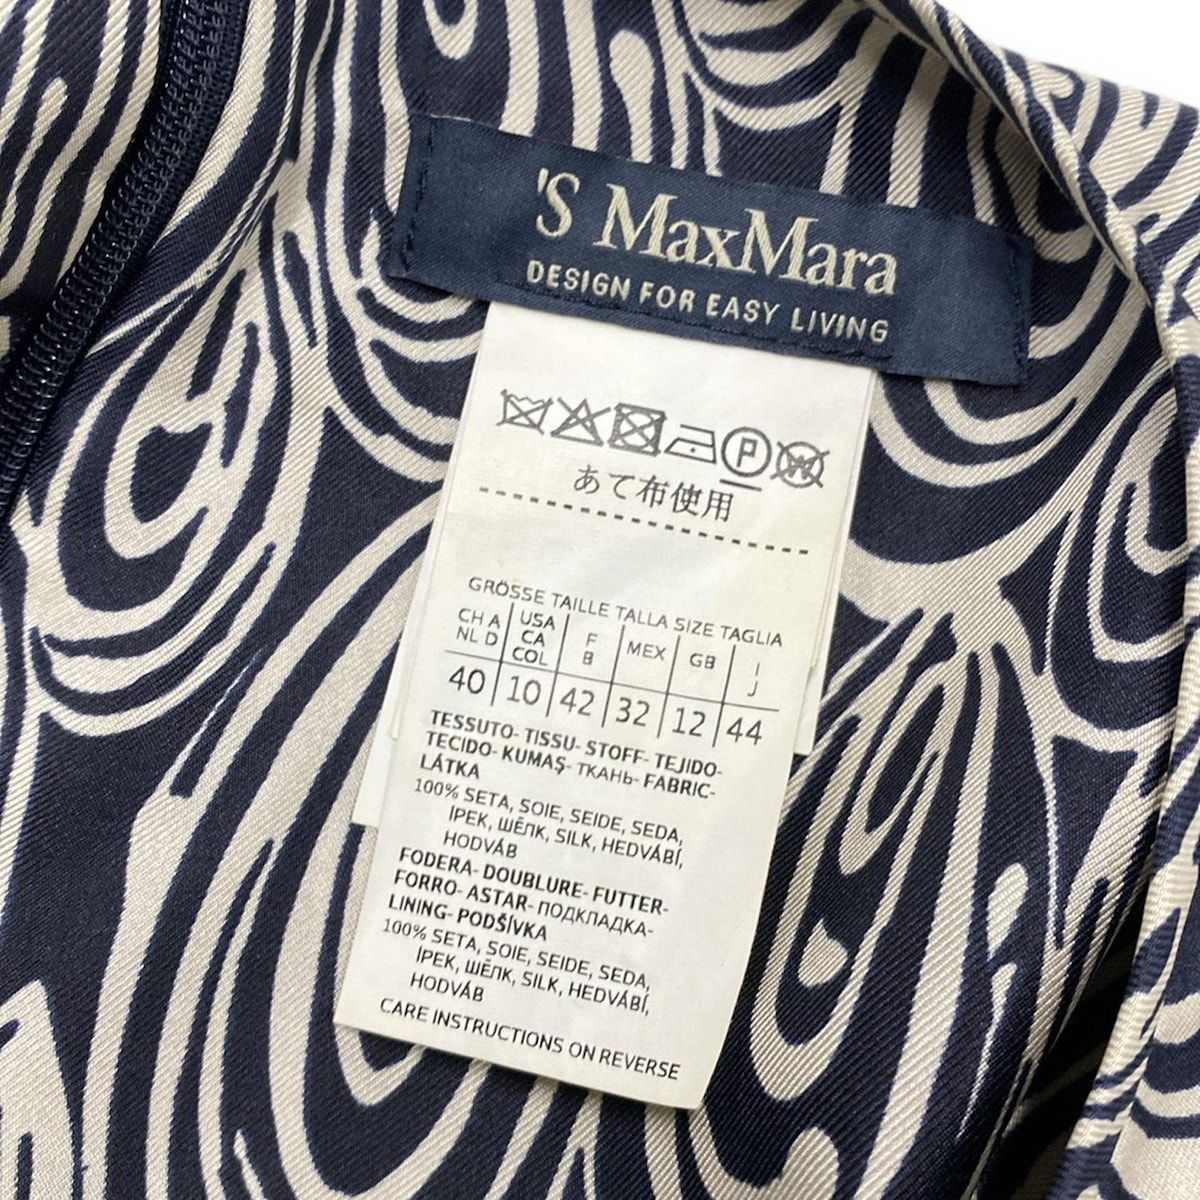 'S MaxMara
DESIGN FOR EASY LIVING
P W
あて布使用
GRÖSSE TAILLE TALLA SIZE TAGLIA
CH A NL D | USA CA COL | F B | MEX | GB | I J
40 | 10 | 42 | 32 | 12 | 44
TESSUTO- TISSU- STOFF- TEJIDO-
TECIDO- KUMAŞ- ТКАНЬ- FABRIC-
LÁTKA
100% SETA, SOIE, SEIDE, SEDA,
İPEK, ШЁЛК, SILK, HEDVÁBÍ,
HODVÁB
FODERA- DOUBLURE- FUTTER-
FORRO- ASTAR- ПОДКЛАДКА-
LINING- PODŠÍVKA
100% SETA, SOIE, SEIDE, SEDA,
İPEK, ШЁЛК, SILK, HEDVÁBÍ,
HODVÁB
CARE INSTRUCTIONS ON REVERSE